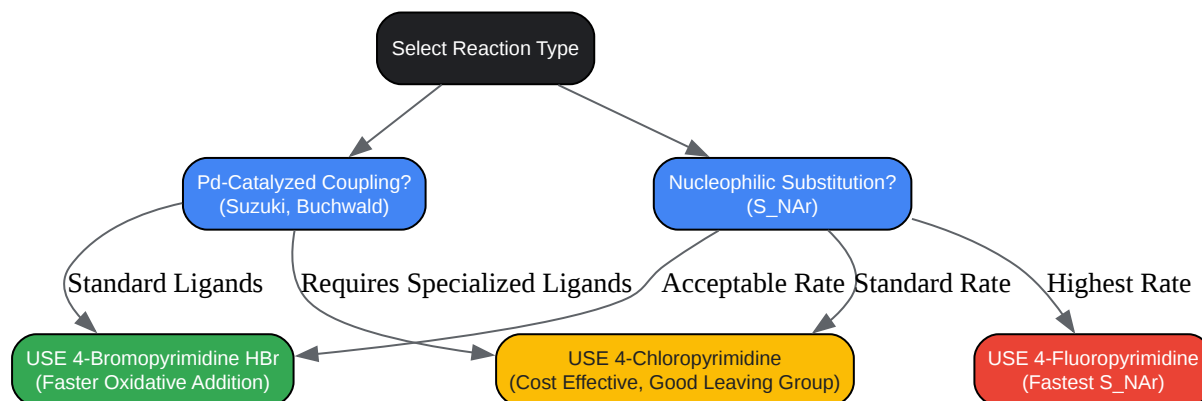 Select Reaction Type
Pd-Catalyzed Coupling?
(Suzuki, Buchwald)
Nucleophilic Substitution?
(S_NAr)
Standard Ligands
Requires Specialized Ligands
Acceptable Rate
Standard Rate
Highest Rate
USE 4-Bromopyrimidine HBr
(Faster Oxidative Addition)
USE 4-Chloropyrimidine
(Cost Effective, Good Leaving Group)
USE 4-Fluoropyrimidine
(Fastest S_NAr)